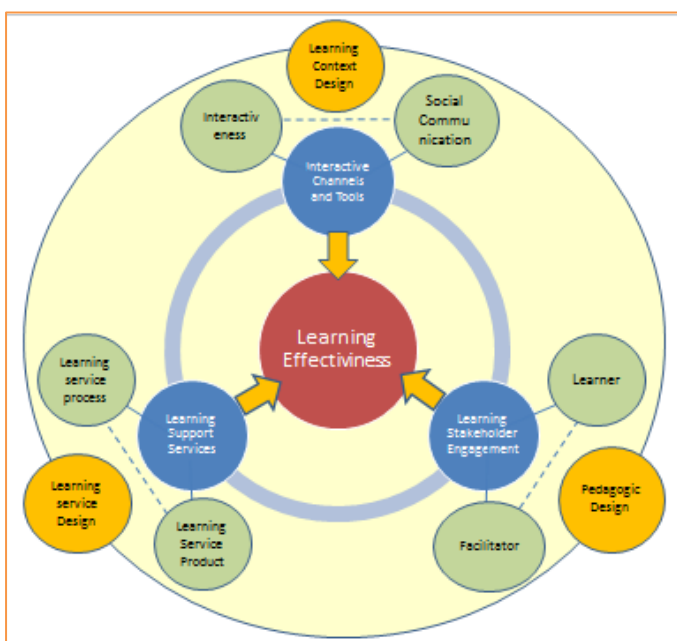 Learning
Context
Design
Interactiv
eness
Social
Commu
nication
Interactive
Channels
and Tools
Learning
Effectiviness
Learning
service
process
Learning
Support
Services
Learning
Stakeholder
Engagement
Learner
Learning
service
Design
Learning
Service
Product
Facilitator
Pedagogic
Design